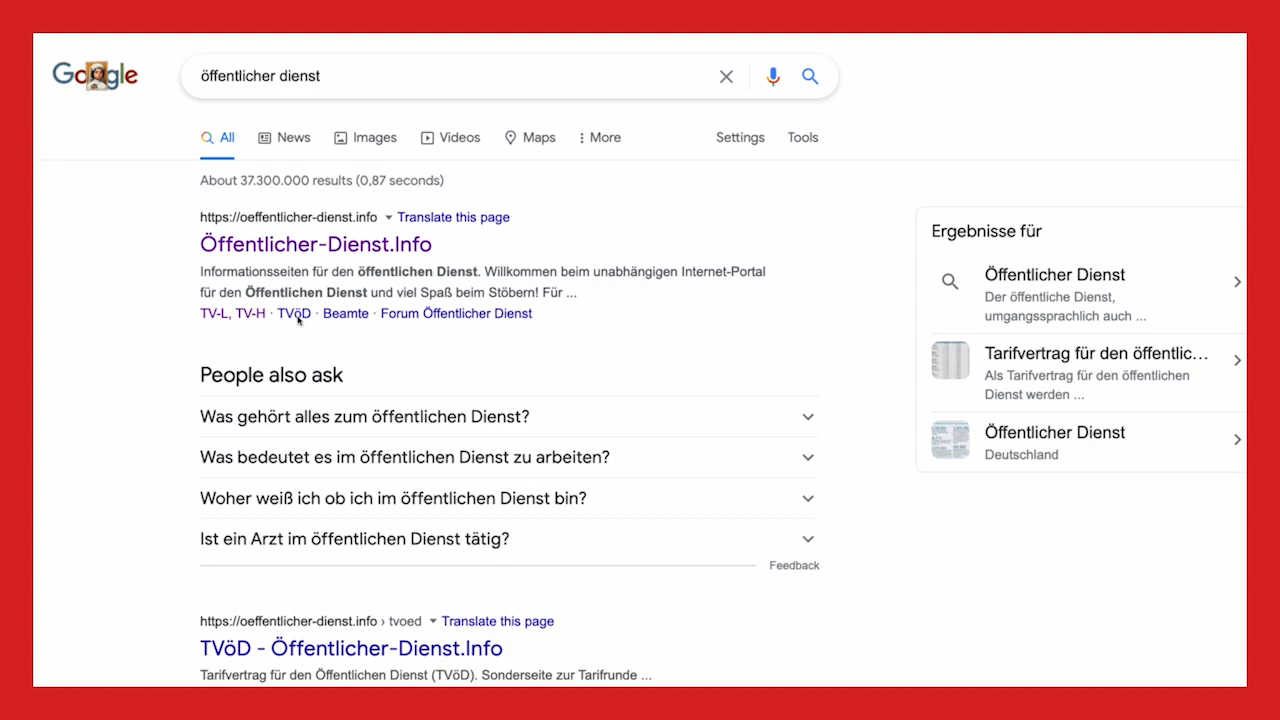 Google
öffentlicher dienst
All News Images Videos Maps More Settings Tools
About 37.300.000 results (0,87 seconds)
https://oeffentlicher-dienst.info Translate this page
Öffentlicher-Dienst.Info
Informationsseiten für den öffentlichen Dienst. Willkommen beim unabhängigen Internet-Portal
für den Öffentlichen Dienst und viel Spaß beim Stöbern! Für ...
TV-L, TV-H · TVöD · Beamte · Forum Öffentlicher Dienst
People also ask
Was gehört alles zum öffentlichen Dienst?
Was bedeutet es im öffentlichen Dienst zu arbeiten?
Woher weiß ich ob ich im öffentlichen Dienst bin?
Ist ein Arzt im öffentlichen Dienst tätig?
Feedback
https://oeffentlicher-dienst.info › tvoed Translate this page
TVöD - Öffentlicher-Dienst.Info
Tarifvertrag für den Öffentlichen Dienst (TVöD). Sonderseite zur Tarifrunde ...
Ergebnisse für
Öffentlicher Dienst
Der öffentliche Dienst,
umgangssprachlich auch ...
Tarifvertrag für den öffentlic...
Als Tarifvertrag für den öffentlichen
Dienst werden ...
Öffentlicher Dienst
Deutschland